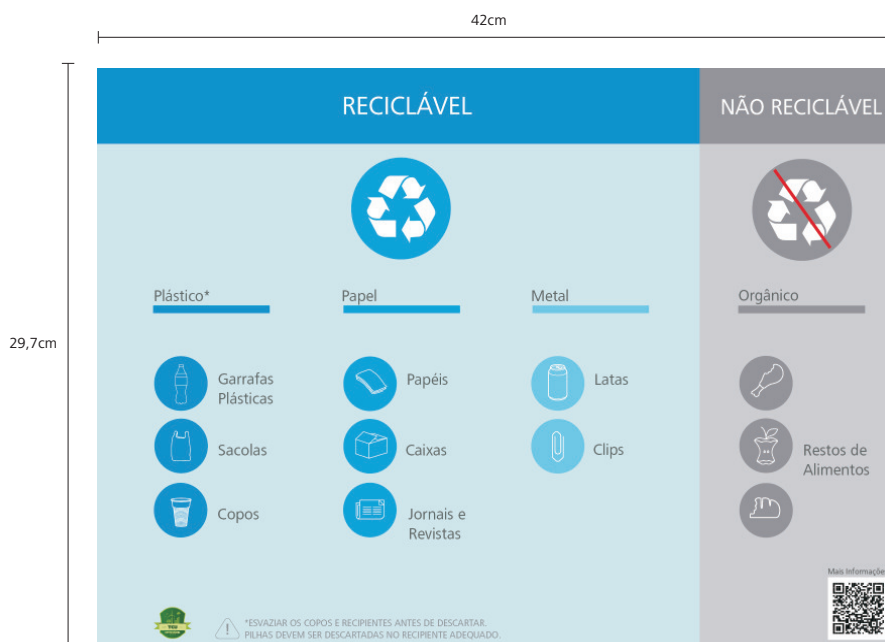 42cm
29,7cm
RECICLÁVEL
NÃO RECICLÁVEL
Plástico*
Papel
Metal
Orgânico
Garrafas
Plásticas
Sacolas
Copos
Papéis
Caixas
Jornais e
Revistas
Latas
Clips
Restos de
Alimentos
Mais Informaçõe
*ESVAZIAR OS COPOS E RECIPIENTES ANTES DE DESCARTAR.
PILHAS DEVEM SER DESCARTADAS NO RECIPIENTE ADEQUADO.